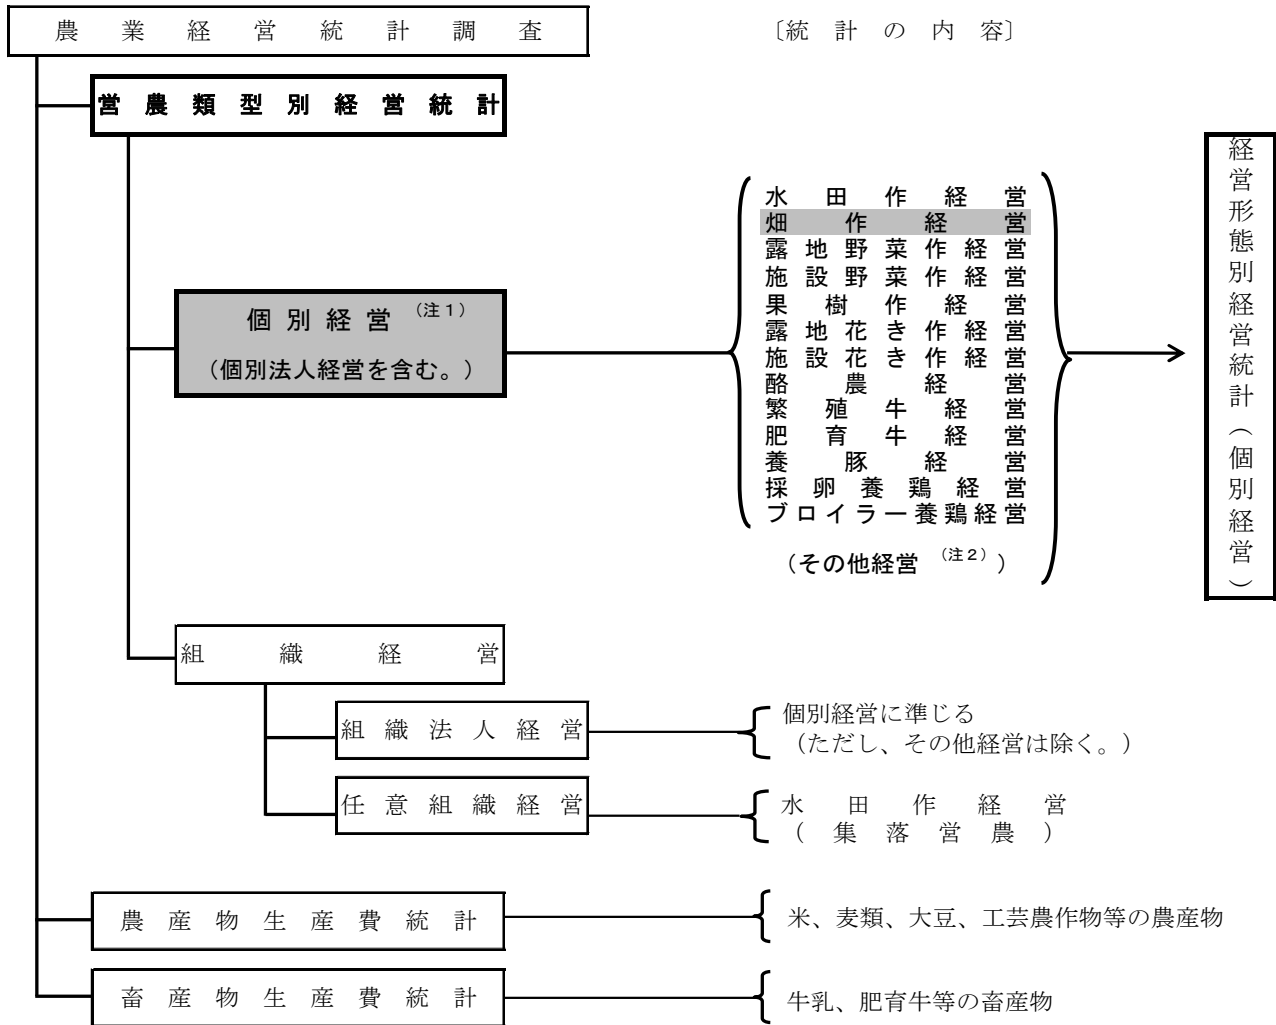 農業経営統計調査
〔統計の内容〕
営農類型別経営統計
個別経営（注１）
（個別法人経営を含む。）
水田作経営
畑作経営
露地野菜作経営
施設野菜作経営
果樹作経営
露地花き作経営
施設花き作経営
酪農経営
繁殖牛経営
肥育牛経営
養豚経営
採卵養鶏経営
ブロイラー養鶏経営
（その他経営（注２））
経営形態別経営統計（個別経営）
組織経営
組織法人経営
個別経営に準じる
（ただし、その他経営は除く。）
任意組織経営
水田作経営
（集落営農）
農産物生産費統計
米、麦類、大豆、工芸農作物等の農産物
畜産物生産費統計
牛乳、肥育牛等の畜産物